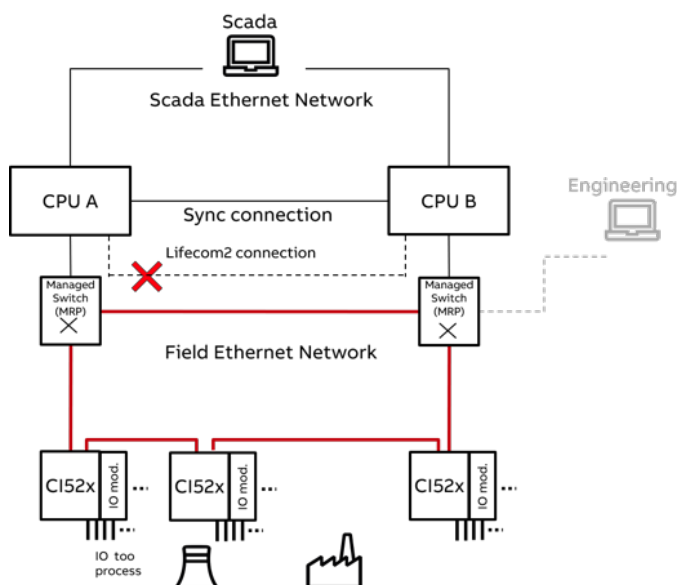 Scada
Scada Ethernet Network
CPU A
CPU B
Engineering
Sync connection
Lifecom2 connection
Managed
Switch
(MRP)
Managed
Switch
(MRP)
Field Ethernet Network
CI52x
IO mod.
...
CI52x
IO mod.
...
CI52x
IO mod.
...
...
...
...
IO too
process